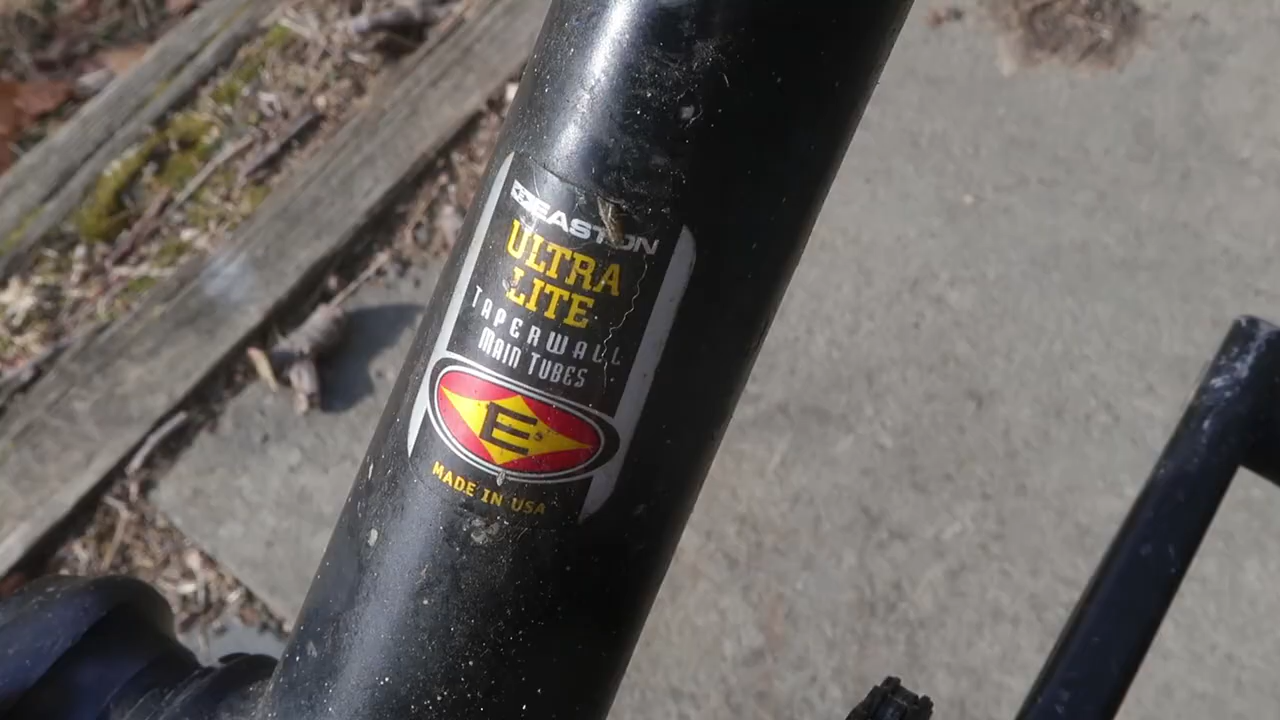 EASTON
ULTRA
LITE
TAPERWALL
MAIN TUBES
E
MADE IN USA